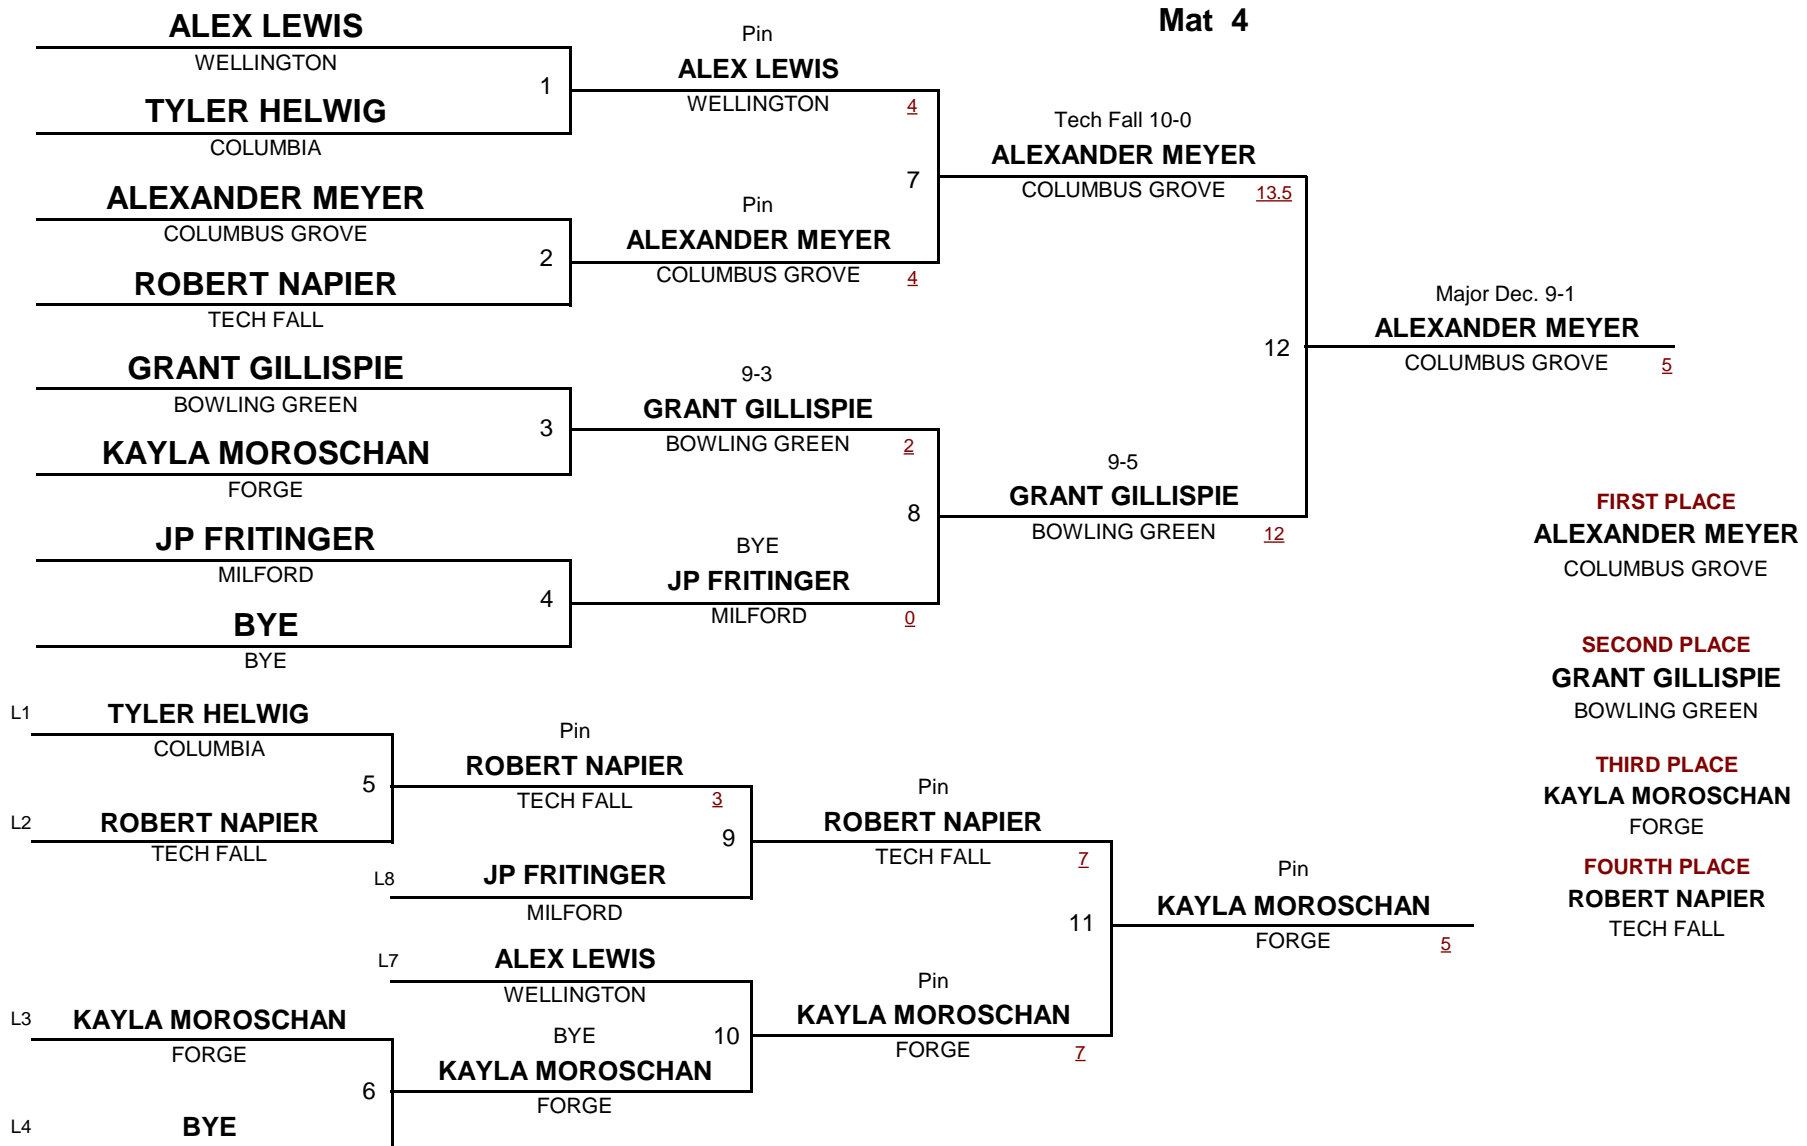 Mat 4
ALEX LEWIS
WELLINGTON
1
TYLER HELWIG
COLUMBIA
ALEXANDER MEYER
COLUMBUS GROVE
2
ROBERT NAPIER
TECH FALL
GRANT GILLISPIE
BOWLING GREEN
3
KAYLA MOROSCHAN
FORGE
JP FRITINGER
MILFORD
4
BYE
BYE
Pin
ALEX LEWIS
WELLINGTON 4
7
Pin
ALEXANDER MEYER
COLUMBUS GROVE 4
9-3
GRANT GILLISPIE
BOWLING GREEN 2
8
BYE
JP FRITINGER
MILFORD 0
Tech Fall 10-0
ALEXANDER MEYER
COLUMBUS GROVE 13.5
12
9-5
GRANT GILLISPIE
BOWLING GREEN 12
Major Dec. 9-1
ALEXANDER MEYER
COLUMBUS GROVE 5
FIRST PLACE
ALEXANDER MEYER
COLUMBUS GROVE
SECOND PLACE
GRANT GILLISPIE
BOWLING GREEN
THIRD PLACE
KAYLA MOROSCHAN
FORGE
FOURTH PLACE
ROBERT NAPIER
TECH FALL
L1 TYLER HELWIG
COLUMBIA
5
L2 ROBERT NAPIER
TECH FALL
Pin
ROBERT NAPIER
TECH FALL 3
9
L8 JP FRITINGER
MILFORD
L7 ALEX LEWIS
WELLINGTON
10
L3 KAYLA MOROSCHAN
FORGE
6
L4 BYE
BYE
KAYLA MOROSCHAN
FORGE
Pin
ROBERT NAPIER
TECH FALL 7
11
Pin
KAYLA MOROSCHAN
FORGE 7
Pin
KAYLA MOROSCHAN
FORGE 5